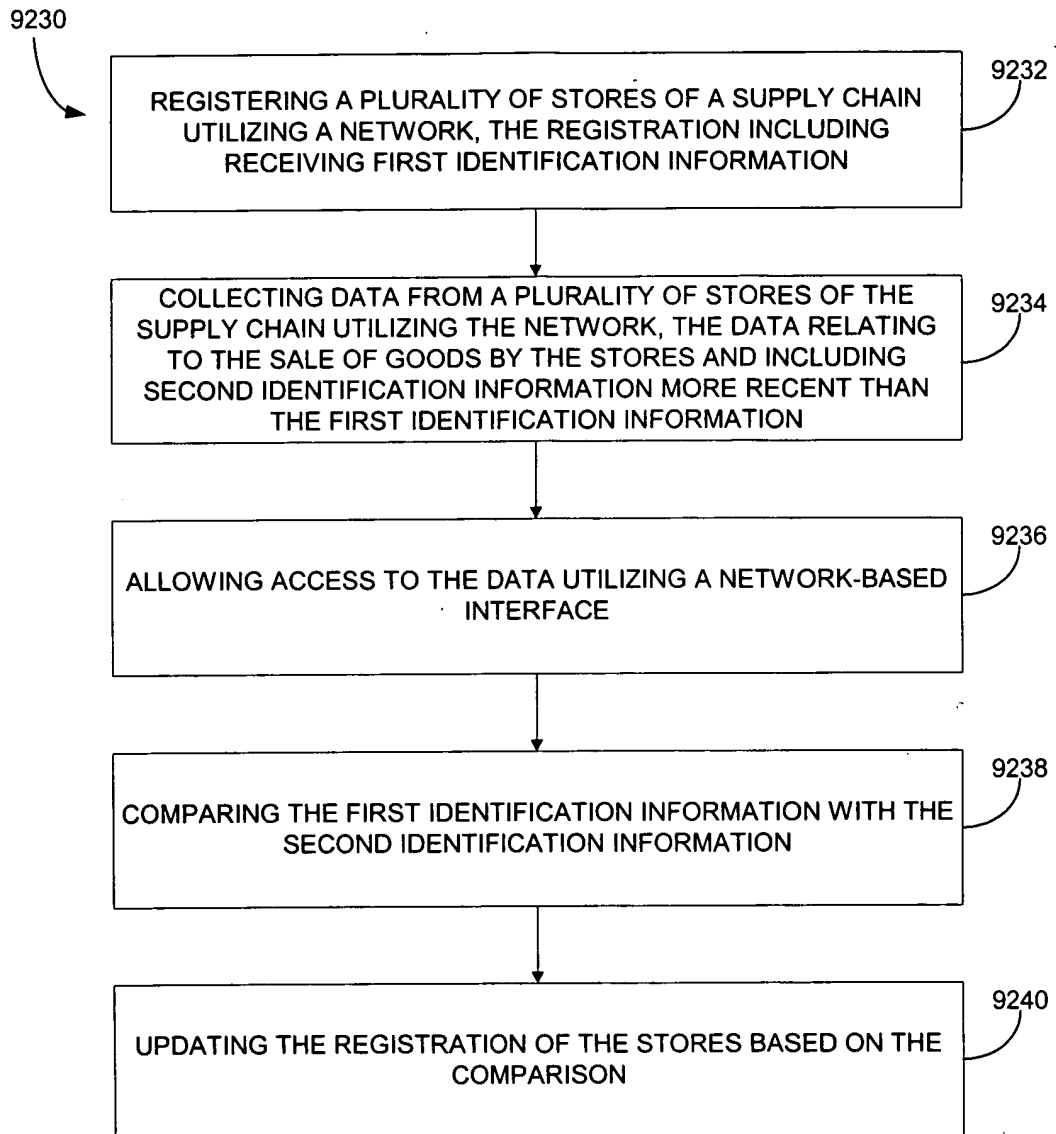 9230
9232
REGISTERING A PLURALITY OF STORES OF A SUPPLY CHAIN
UTILIZING A NETWORK, THE REGISTRATION INCLUDING
RECEIVING FIRST IDENTIFICATION INFORMATION
9234
COLLECTING DATA FROM A PLURALITY OF STORES OF THE
SUPPLY CHAIN UTILIZING THE NETWORK, THE DATA RELATING
TO THE SALE OF GOODS BY THE STORES AND INCLUDING
SECOND IDENTIFICATION INFORMATION MORE RECENT THAN
THE FIRST IDENTIFICATION INFORMATION
9236
ALLOWING ACCESS TO THE DATA UTILIZING A NETWORK-BASED
INTERFACE
9238
COMPARING THE FIRST IDENTIFICATION INFORMATION WITH THE
SECOND IDENTIFICATION INFORMATION
9240
UPDATING THE REGISTRATION OF THE STORES BASED ON THE
COMPARISON